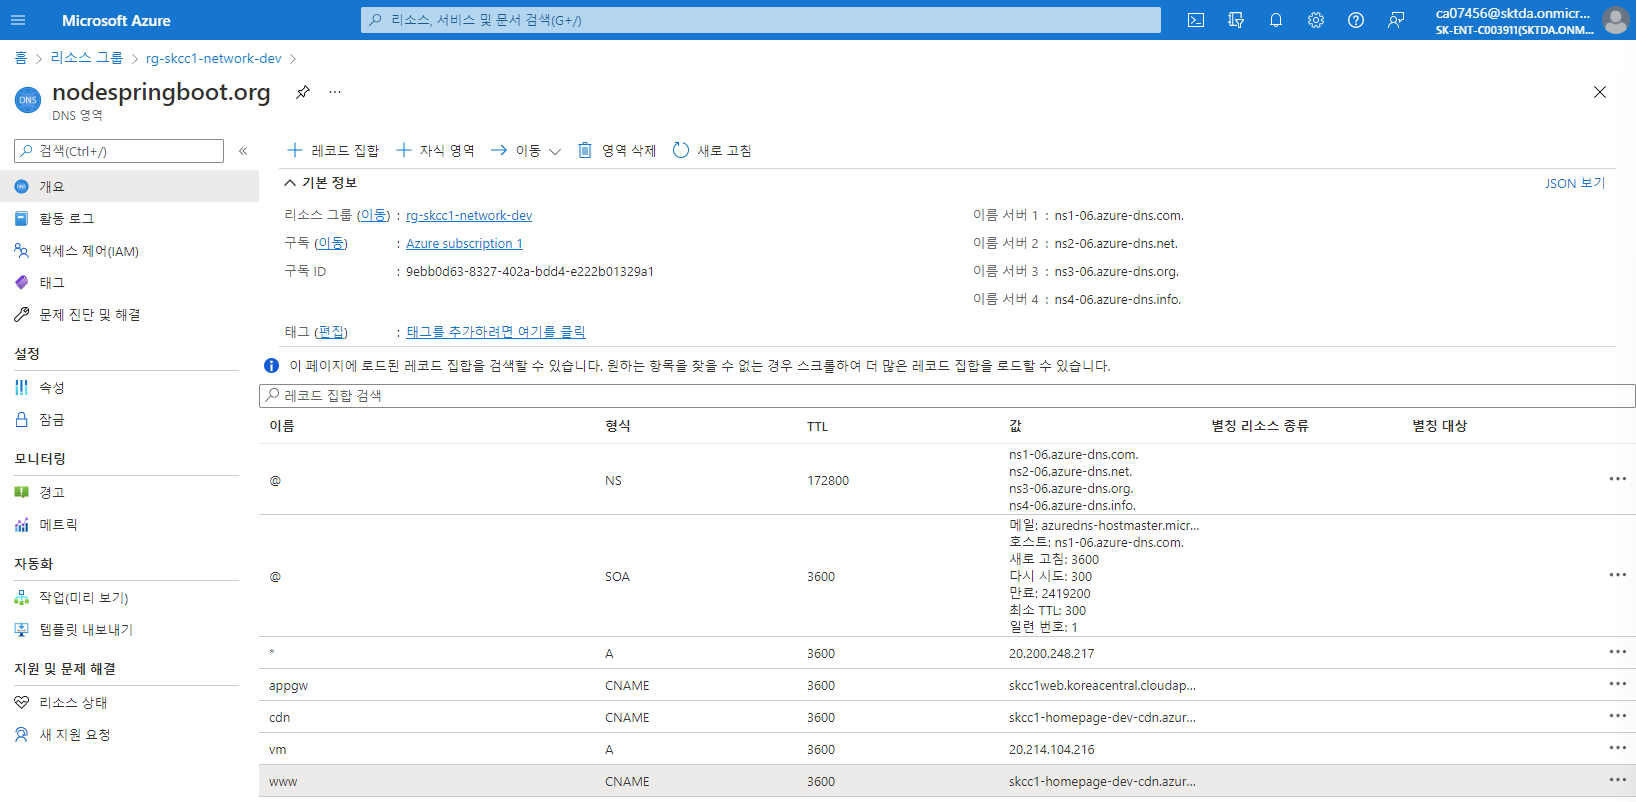 Microsoft Azure
리소스, 서비스 및 문서 검색(G+/)
ca07456@sktda.onmicr...
SK-ENT-C003911(SKTDA.ONM...
홈 > 리소스 그룹 > rg-skcc1-network-dev >
nodespringboot.org
DNS
DNS 영역
검색(Ctrl+/)
개요
활동 로그
액세스 제어(IAM)
태그
문제 진단 및 해결
설정
속성
잠금
모니터링
경고
메트릭
자동화
작업(미리 보기)
템플릿 내보내기
지원 및 문제 해결
리소스 상태
새 지원 요청
레코드 집합 자식 영역 이동 영역 삭제 새로 고침
기본 정보
JSON 보기
리소스 그룹 (이동) : rg-skcc1-network-dev
구독 (이동) : Azure subscription 1
구독 ID : 9ebb0d63-8327-402a-bdd4-e222b01329a1
이름 서버 1 : ns1-06.azure-dns.com.
이름 서버 2 : ns2-06.azure-dns.net.
이름 서버 3 : ns3-06.azure-dns.org.
이름 서버 4 : ns4-06.azure-dns.info.
태그 (편집) : 태그를 추가하려면 여기를 클릭
이 페이지에 로드된 레코드 집합을 검색할 수 있습니다. 원하는 항목을 찾을 수 없는 경우 스크롤하여 더 많은 레코드 집합을 로드할 수 있습니다.
레코드 집합 검색
이름 형식 TTL 값 별칭 리소스 종류 별칭 대상
@ NS 172800
ns1-06.azure-dns.com.
ns2-06.azure-dns.net.
ns3-06.azure-dns.org.
ns4-06.azure-dns.info.
@ SOA 3600
메일: azuredns-hostmaster.micr...
호스트: ns1-06.azure-dns.com.
새로 고침: 3600
다시 시도: 300
만료: 2419200
최소 TTL: 300
일련 번호: 1
* A 3600 20.200.248.217
appgw CNAME 3600 skcc1web.koreacentral.cloudap...
cdn CNAME 3600 skcc1-homepage-dev-cdn.azur...
vm A 3600 20.214.104.216
www CNAME 3600 skcc1-homepage-dev-cdn.azur...